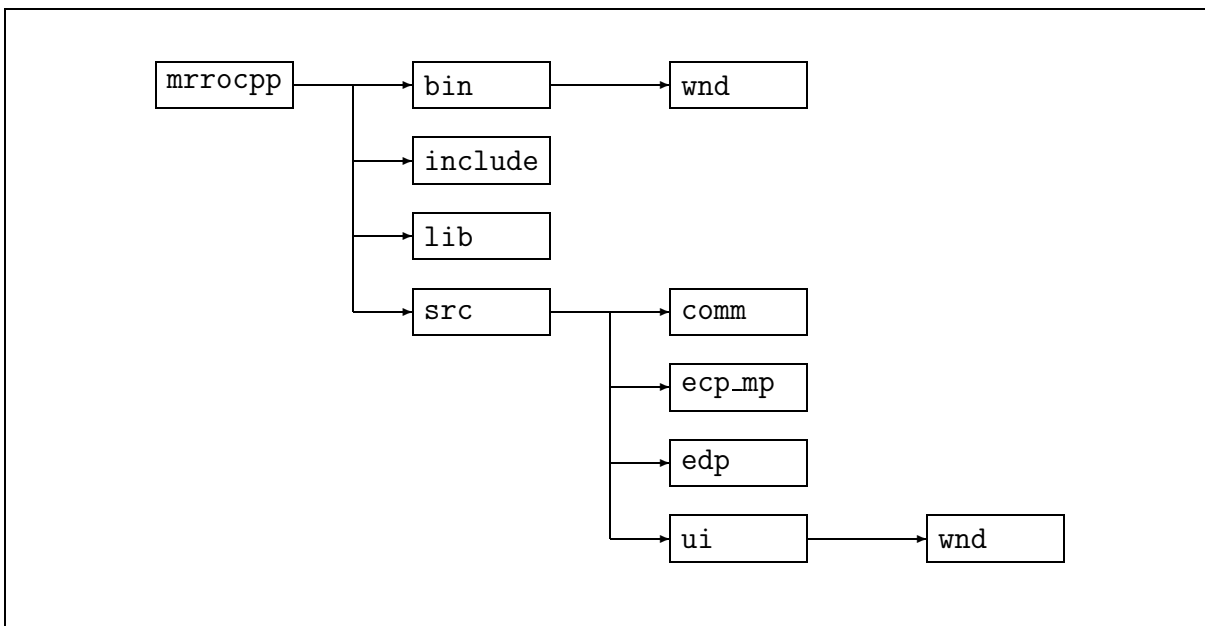 mrrocpp bin wnd
include
lib
src comm
ecp_mp
edp
ui wnd